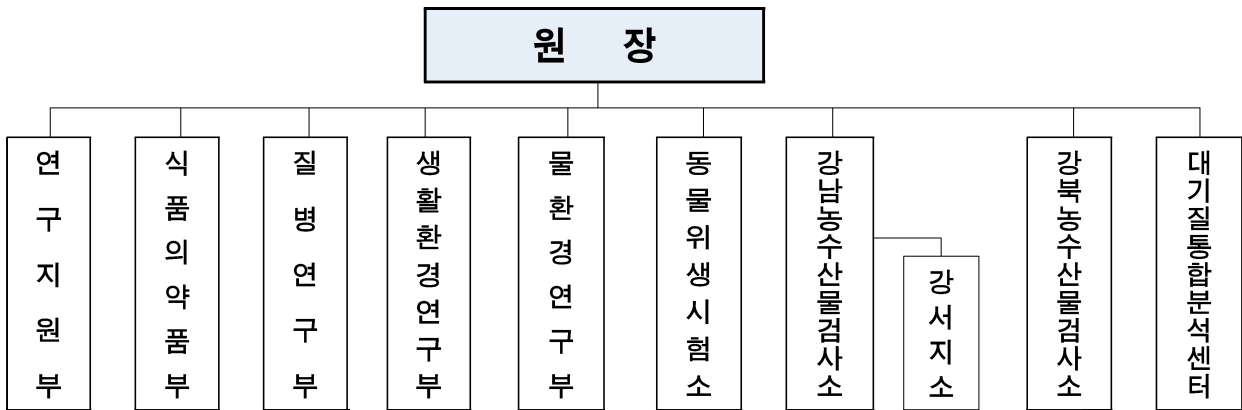 원 장
연구지원부
식품의약품부
질병연구부
생활환경연구부
물환경연구부
동물위생시험소
강남농수산물검사소
강서지소
강북농수산물검사소
대기질통합분석센터